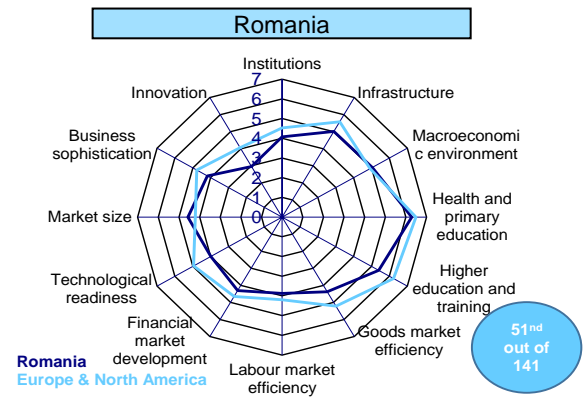 Romania
Institutions
7
6
5
4
3
2
1
0
Infrastructure
Macroeconomi
c environment
Health and
primary
education
Higher
education and
training
Goods market
efficiency
Labour market
efficiency
Financial
market
development
Technological
readiness
Market size
Business
sophistication
Innovation
Romania
Europe & North America
51nd
out of
141